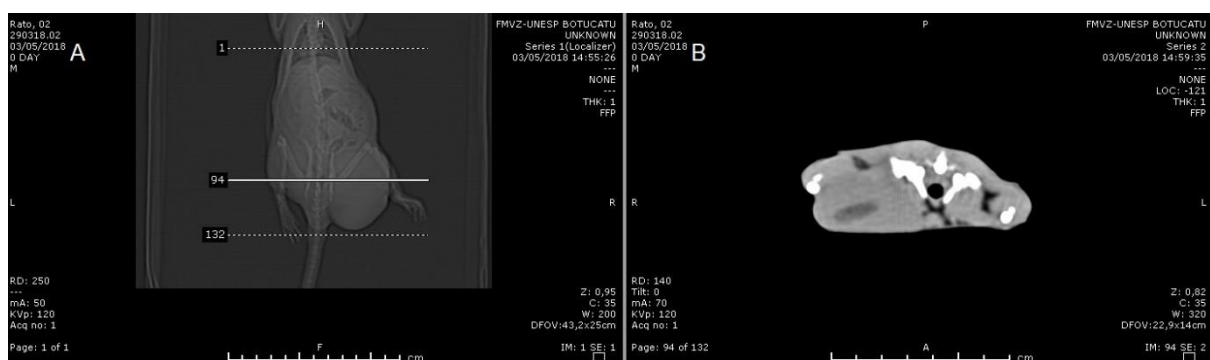 Rato, 02
290318.02
03/05/2018
0 DAY
M
A
H
FMVZ-UNESP BOTUCATU
UNKNOWN
Series 1(Localizer)
03/05/2018 14:55:26
---
NONE
---
THK: 1
FFP
1
94
132
L
R
RD: 250
---
mA: 50
KVp: 120
Acq no: 1
Page: 1 of 1
F
cm
Z: 0,95
C: 35
W: 200
DFOV:43,2x25cm
IM: 1 SE: 1
Rato, 02
290318.02
03/05/2018
0 DAY
M
B
P
FMVZ-UNESP BOTUCATU
UNKNOWN
Series 2
03/05/2018 14:59:35
---
NONE
LOC: -121
THK: 1
FFP
R
L
RD: 140
Tilt: 0
mA: 70
KVp: 120
Acq no: 1
Page: 94 of 132
A
cm
Z: 0,82
C: 35
W: 320
DFOV:22,9x14cm
IM: 94 SE: 2